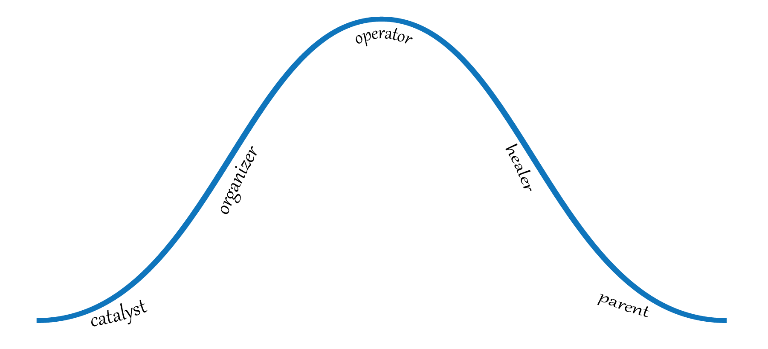 catalyst
organizer
operator
healer
parent